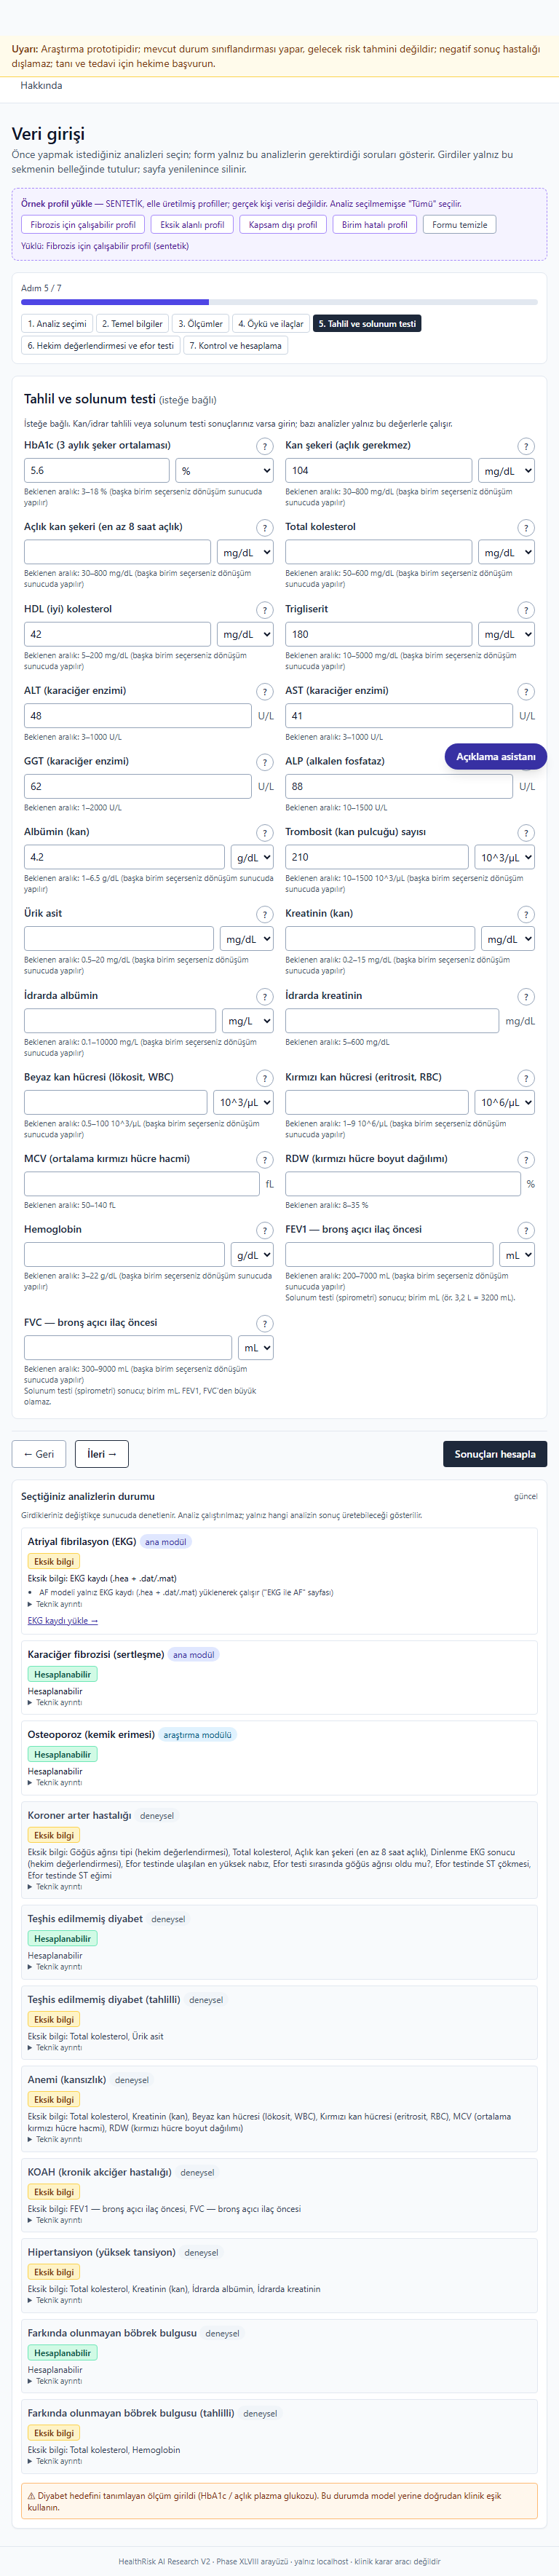 Uyarı: Araştırma prototipidir; mevcut durum sınıflandırması yapar, gelecek risk tahmini değildir; negatif sonuç hastalığı
dışlamaz; tanı ve tedavi için hekime başvurun.
Hakkında
Veri girişi
Önce yapmak istediğiniz analizleri seçin; form yalnız bu analizlerin gerektirdiği soruları gösterir. Girdiler yalnız bu
sekmenin belleğinde tutulur; sayfa yenilenince silinir.
Örnek profil yükle — SENTETİK, elle üretilmiş profiller; gerçek kişi verisi değildir. Analiz seçilmemişse "Tümü" seçilir.
Fibrozis için çalışabilir profil
Eksik alanlı profil
Kapsam dışı profil
Birim hatalı profil
Formu temizle
Yüklü: Fibrozis için çalışabilir profil (sentetik)
Adım 5 / 7
1. Analiz seçimi
2. Temel bilgiler
3. Ölçümler
4. Öykü ve ilaçlar
5. Tahlil ve solunum testi
6. Hekim değerlendirmesi ve efor testi
7. Kontrol ve hesaplama
Tahlil ve solunum testi (isteğe bağlı)
İsteğe bağlı. Kan/idrar tahlili veya solunum testi sonuçlarınız varsa girin; bazı analizler yalnız bu değerlerle çalışır.
HbA1c (3 aylık şeker ortalaması) ?
5.6 %
Beklenen aralık: 3–18 % (başka birim seçerseniz dönüşüm sunucuda
yapılır)
Kan şekeri (açlık gerekmez) ?
104 mg/dL
Beklenen aralık: 30–800 mg/dL (başka birim seçerseniz dönüşüm
sunucuda yapılır)
Açlık kan şekeri (en az 8 saat açlık) ?
mg/dL
Beklenen aralık: 30–800 mg/dL (başka birim seçerseniz dönüşüm
sunucuda yapılır)
Total kolesterol ?
mg/dL
Beklenen aralık: 50–600 mg/dL (başka birim seçerseniz dönüşüm
sunucuda yapılır)
HDL (iyi) kolesterol ?
42 mg/dL
Beklenen aralık: 5–200 mg/dL (başka birim seçerseniz dönüşüm
sunucuda yapılır)
Trigliserit ?
180 mg/dL
Beklenen aralık: 10–5000 mg/dL (başka birim seçerseniz dönüşüm
sunucuda yapılır)
ALT (karaciğer enzimi) ?
48 U/L
Beklenen aralık: 3–1000 U/L
AST (karaciğer enzimi) ?
41 U/L
Beklenen aralık: 3–1000 U/L
Açıklama asistanı
GGT (karaciğer enzimi) ?
62 U/L
Beklenen aralık: 1–2000 U/L
ALP (alkalen fosfataz)
88 U/L
Beklenen aralık: 10–1500 U/L
Albümin (kan) ?
4.2 g/dL
Beklenen aralık: 1–6.5 g/dL (başka birim seçerseniz dönüşüm sunucuda
yapılır)
Trombosit (kan pulcuğu) sayısı ?
210 10^3/µL
Beklenen aralık: 10–1500 10^3/µL (başka birim seçerseniz dönüşüm
sunucuda yapılır)
Ürik asit ?
mg/dL
Beklenen aralık: 0.5–20 mg/dL (başka birim seçerseniz dönüşüm
sunucuda yapılır)
Kreatinin (kan) ?
mg/dL
Beklenen aralık: 0.2–15 mg/dL (başka birim seçerseniz dönüşüm
sunucuda yapılır)
İdrarda albümin ?
mg/L
Beklenen aralık: 0.1–10000 mg/L (başka birim seçerseniz dönüşüm
sunucuda yapılır)
İdrarda kreatinin ?
mg/dL
Beklenen aralık: 5–600 mg/dL
Beyaz kan hücresi (lökosit, WBC) ?
10^3/µL
Beklenen aralık: 0.5–100 10^3/µL (başka birim seçerseniz dönüşüm
sunucuda yapılır)
Kırmızı kan hücresi (eritrosit, RBC) ?
10^6/µL
Beklenen aralık: 1–9 10^6/µL (başka birim seçerseniz dönüşüm
sunucuda yapılır)
MCV (ortalama kırmızı hücre hacmi) ?
fL
Beklenen aralık: 50–140 fL
RDW (kırmızı hücre boyut dağılımı) ?
%
Beklenen aralık: 8–35 %
Hemoglobin ?
g/dL
Beklenen aralık: 3–22 g/dL (başka birim seçerseniz dönüşüm sunucuda
yapılır)
FEV1 — bronş açıcı ilaç öncesi ?
mL
Beklenen aralık: 200–7000 mL (başka birim seçerseniz dönüşüm
sunucuda yapılır)
Solunum testi (spirometri) sonucu; birim mL (ör. 3,2 L = 3200 mL).
FVC — bronş açıcı ilaç öncesi ?
mL
Beklenen aralık: 300–9000 mL (başka birim seçerseniz dönüşüm
sunucuda yapılır)
Solunum testi (spirometri) sonucu; birim mL. FEV1, FVC'den büyük
olamaz.
← Geri
İleri →
Sonuçları hesapla
Seçtiğiniz analizlerin durumu
güncel
Girdikleriniz değiştikçe sunucuda denetlenir. Analiz çalıştırılmaz; yalnız hangi analizin sonuç üretebileceği gösterilir.
Atriyal fibrilasyon (EKG) ana modül
Eksik bilgi
Eksik bilgi: EKG kaydı (.hea + .dat/.mat)
• AF modeli yalnız EKG kaydı (.hea + .dat/.mat) yüklenerek çalışır ("EKG ile AF" sayfası)
▶ Teknik ayrıntı
EKG kaydı yükle →
Karaciğer fibrozisi (sertleşme) ana modül
Hesaplanabilir
Hesaplanabilir
▶ Teknik ayrıntı
Osteoporoz (kemik erimesi) araştırma modülü
Hesaplanabilir
Hesaplanabilir
▶ Teknik ayrıntı
Koroner arter hastalığı deneysel
Eksik bilgi
Eksik bilgi: Göğüs ağrısı tipi (hekim değerlendirmesi), Total kolesterol, Açlık kan şekeri (en az 8 saat açlık), Dinlenme EKG sonucu
(hekim değerlendirmesi), Efor testinde ulaşılan en yüksek nabız, Efor testi sırasında göğüs ağrısı oldu mu?, Efor testinde ST çökmesi,
Efor testinde ST eğimi
▶ Teknik ayrıntı
Teşhis edilmemiş diyabet deneysel
Hesaplanabilir
Hesaplanabilir
▶ Teknik ayrıntı
Teşhis edilmemiş diyabet (tahlilli) deneysel
Eksik bilgi
Eksik bilgi: Total kolesterol, Ürik asit
▶ Teknik ayrıntı
Anemi (kansızlık) deneysel
Eksik bilgi
Eksik bilgi: Total kolesterol, Kreatinin (kan), Beyaz kan hücresi (lökosit, WBC), Kırmızı kan hücresi (eritrosit, RBC), MCV (ortalama
kırmızı hücre hacmi), RDW (kırmızı hücre boyut dağılımı)
▶ Teknik ayrıntı
KOAH (kronik akciğer hastalığı) deneysel
Eksik bilgi
Eksik bilgi: FEV1 — bronş açıcı ilaç öncesi, FVC — bronş açıcı ilaç öncesi
▶ Teknik ayrıntı
Hipertansiyon (yüksek tansiyon) deneysel
Eksik bilgi
Eksik bilgi: Total kolesterol, Kreatinin (kan), İdrarda albümin, İdrarda kreatinin
▶ Teknik ayrıntı
Farkında olunmayan böbrek bulgusu deneysel
Hesaplanabilir
Hesaplanabilir
▶ Teknik ayrıntı
Farkında olunmayan böbrek bulgusu (tahlilli) deneysel
Eksik bilgi
Eksik bilgi: Total kolesterol, Hemoglobin
▶ Teknik ayrıntı
⚠ Diyabet hedefini tanımlayan ölçüm girildi (HbA1c / açlık plazma glukozu). Bu durumda model yerine doğrudan klinik eşik
kullanın.
HealthRisk AI Research V2 · Phase XLVIII arayüzü · yalnız localhost · klinik karar aracı değildir